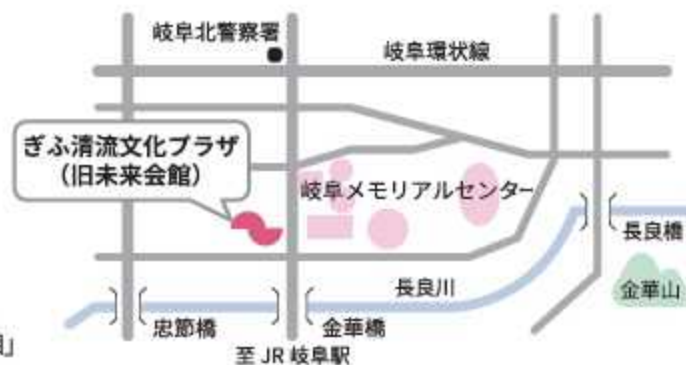 岐阜北警察署
岐阜環状線
ぎふ清流文化プラザ
(旧未来会館)
岐阜メモリアルセンター
長良橋
長良川
金華山
忠節橋
金華橋
至 JR 岐阜駅